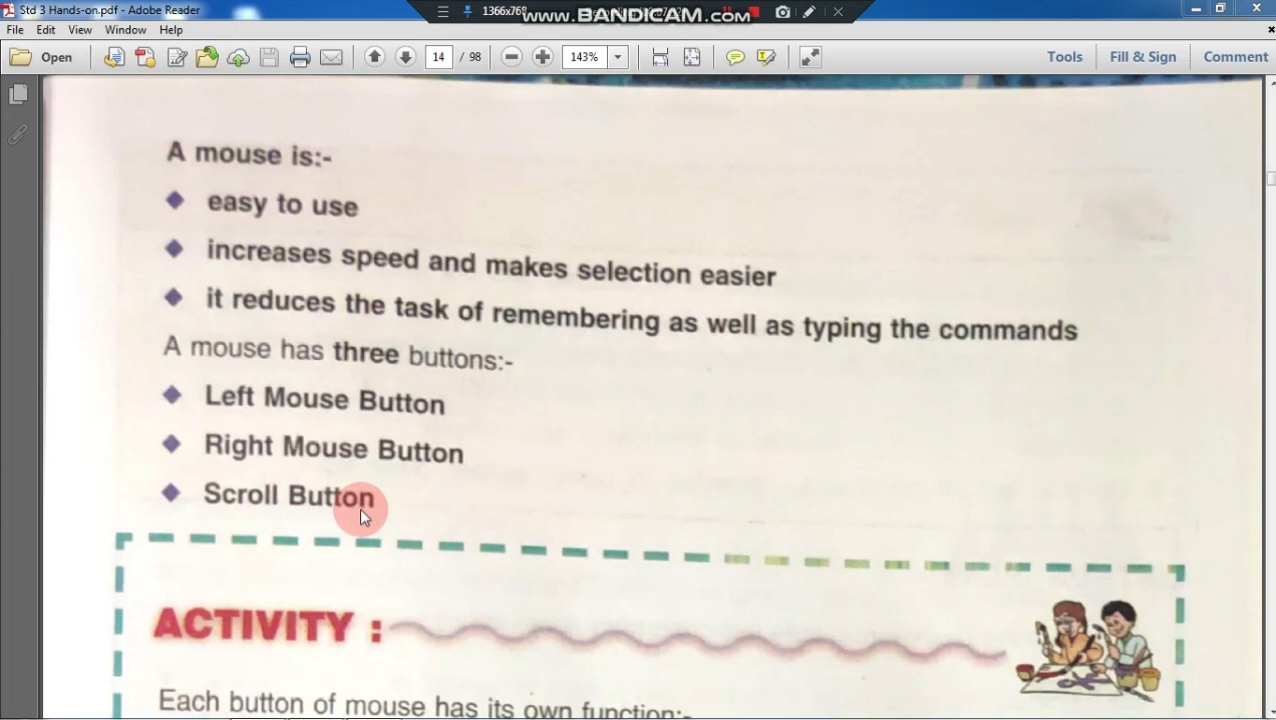 Std 3 Hands-on.pdf - Adobe Reader
1366x768
www.BANDICAM.com
File Edit View Window Help
Open
14 / 98
143%
Tools Fill & Sign Comment
A mouse is:-
easy to use
increases speed and makes selection easier
it reduces the task of remembering as well as typing the commands
A mouse has three buttons:-
Left Mouse Button
Right Mouse Button
Scroll Button
ACTIVITY :
Each button of mouse has its own function:-